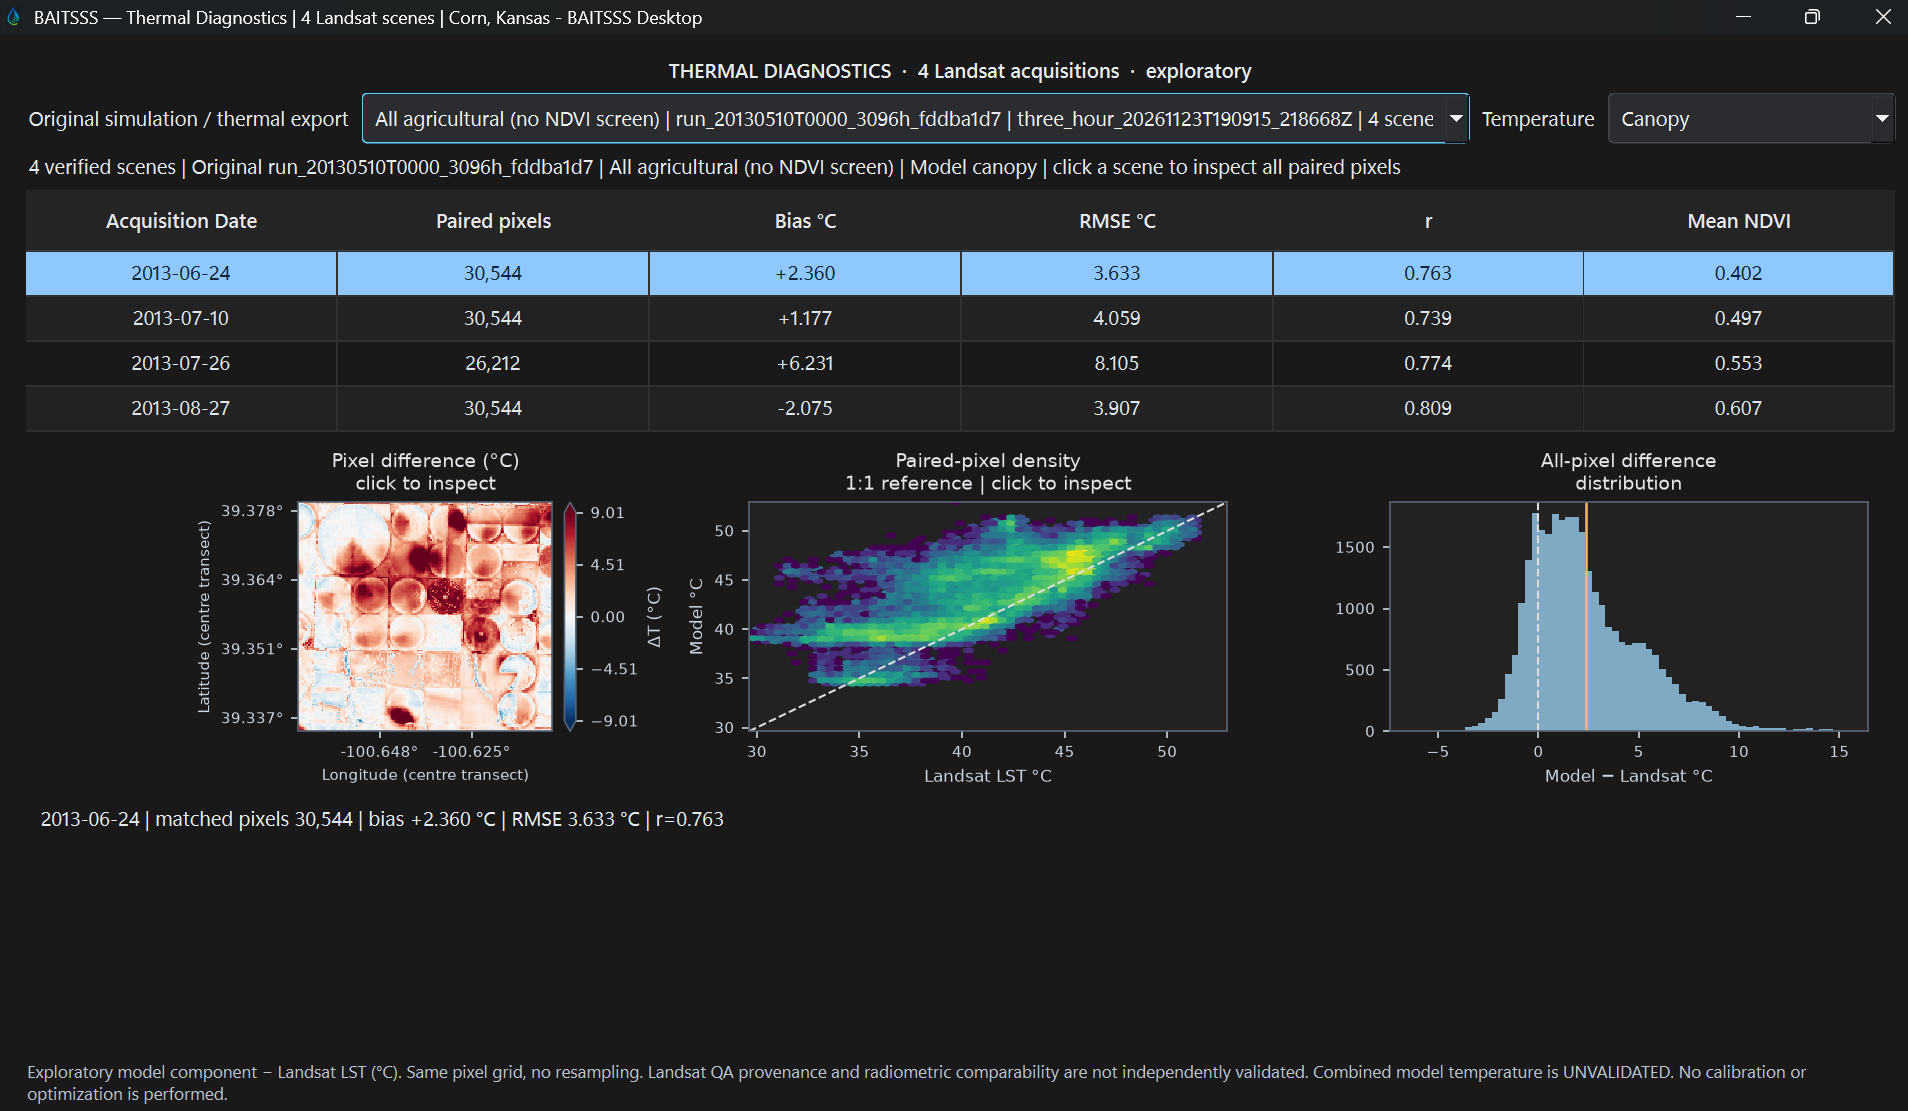 BAITSSS — Thermal Diagnostics | 4 Landsat scenes | Corn, Kansas - BAITSSS Desktop
THERMAL DIAGNOSTICS · 4 Landsat acquisitions · exploratory
Original simulation / thermal export All agricultural (no NDVI screen) | run_20130510T0000_3096h_fddba1d7 | three_hour_20261123T190915_218668Z | 4 scene Temperature Canopy
4 verified scenes | Original run_20130510T0000_3096h_fddba1d7 | All agricultural (no NDVI screen) | Model canopy | click a scene to inspect all paired pixels
Acquisition Date Paired pixels Bias °C RMSE °C r Mean NDVI
2013-06-24 30,544 +2.360 3.633 0.763 0.402
2013-07-10 30,544 +1.177 4.059 0.739 0.497
2013-07-26 26,212 +6.231 8.105 0.774 0.553
2013-08-27 30,544 -2.075 3.907 0.809 0.607
Pixel difference (°C)
click to inspect
39.378°
39.364°
39.351°
39.337°
Latitude (centre transect)
-100.648° -100.625°
Longitude (centre transect)
9.01
4.51
0.00
−4.51
−9.01
ΔT (°C)
Paired-pixel density
1:1 reference | click to inspect
50
45
40
35
30
Model °C
30 35 40 45 50
Landsat LST °C
All-pixel difference
distribution
1500
1000
500
0
−5 0 5 10 15
Model − Landsat °C
2013-06-24 | matched pixels 30,544 | bias +2.360 °C | RMSE 3.633 °C | r=0.763
Exploratory model component − Landsat LST (°C). Same pixel grid, no resampling. Landsat QA provenance and radiometric comparability are not independently validated. Combined model temperature is UNVALIDATED. No calibration or
optimization is performed.